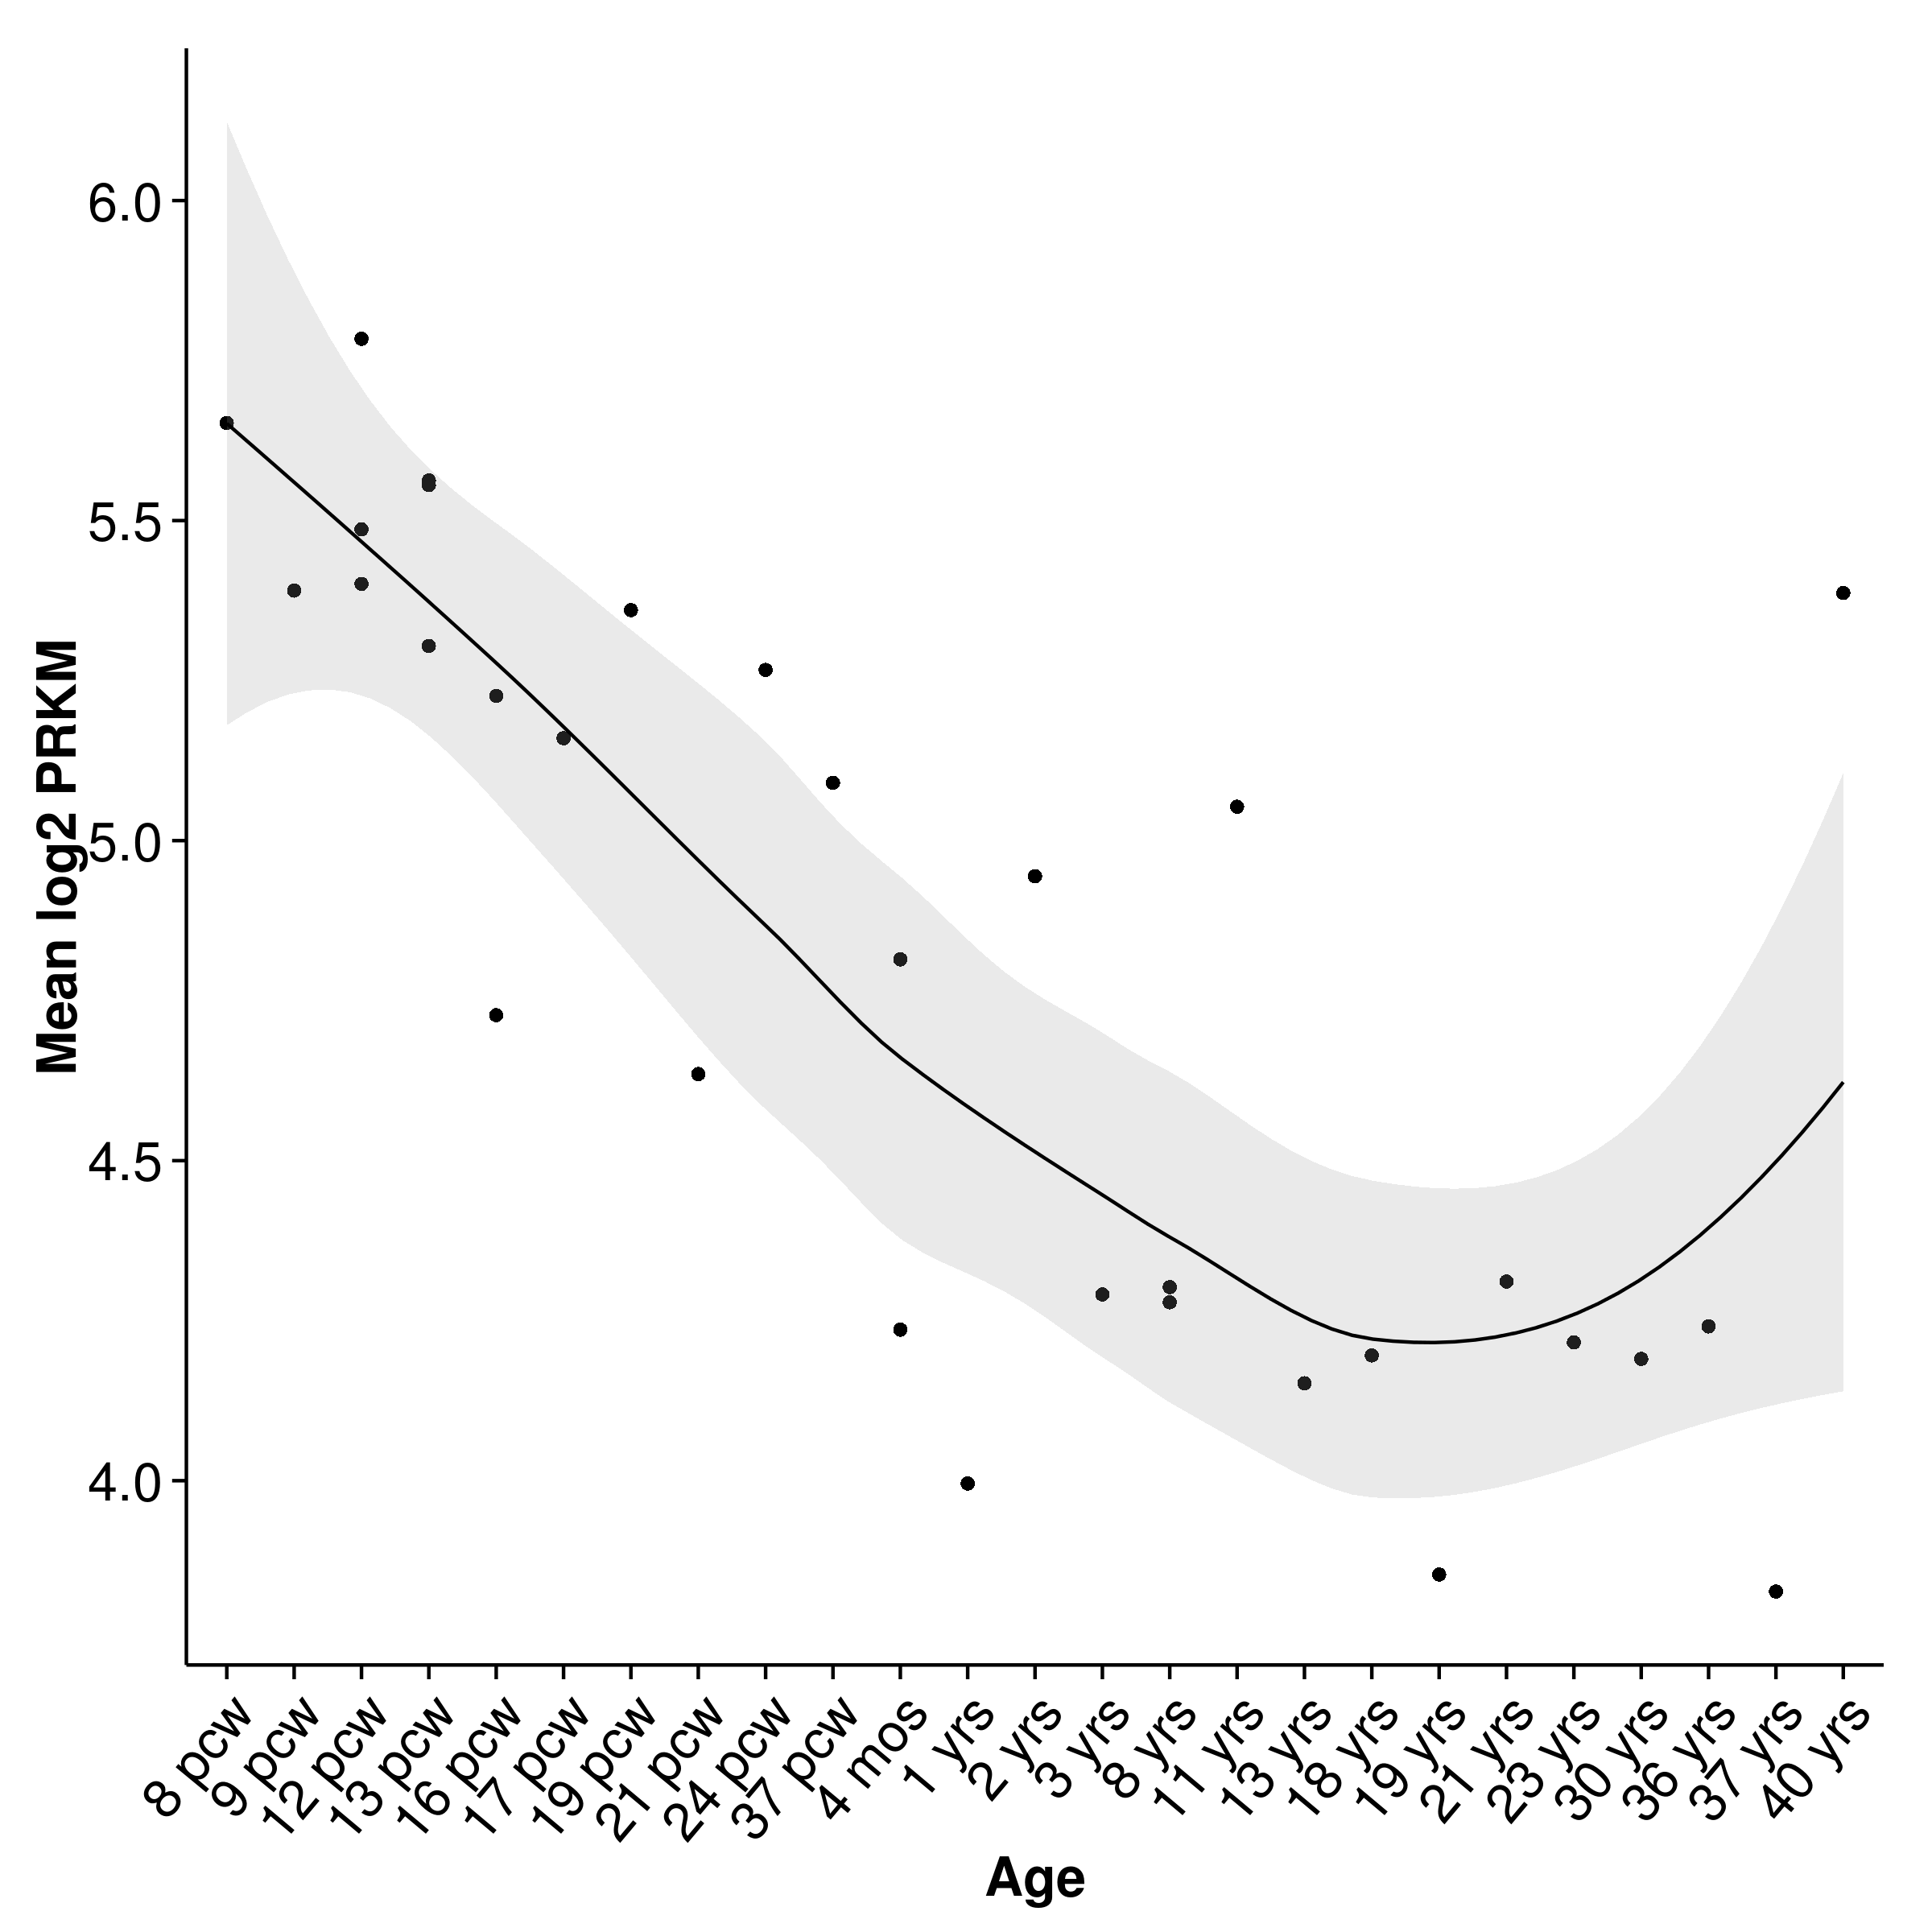 Mean log2 PRKM
6.0
5.5
5.0
4.5
4.0
8 pcw
9 pcw
12 pcw
13 pcw
16 pcw
17 pcw
19 pcw
21 pcw
24 pcw
37 pcw
4 mos
1 yrs
2 yrs
3 yrs
8 yrs
11 yrs
13 yrs
18 yrs
19 yrs
21 yrs
23 yrs
30 yrs
36 yrs
37 yrs
40 yrs
Age